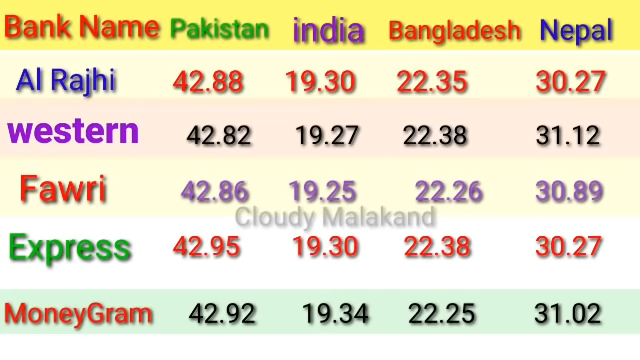 Bank Name Pakistan india Bangladesh Nepal
Al Rajhi 42.88 19.30 22.35 30.27
western 42.82 19.27 22.38 31.12
Fawri 42.86 19.25 22.26 30.89
Cloudy Malakand
Express 42.95 19.30 22.38 30.27
MoneyGram 42.92 19.34 22.25 31.02